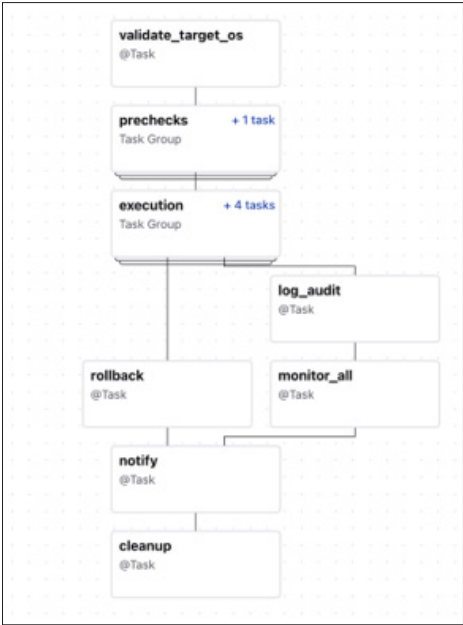 validate_target_os
@Task
prechecks + 1 task
Task Group
execution + 4 tasks
Task Group
log_audit
@Task
rollback
@Task
monitor_all
@Task
notify
@Task
cleanup
@Task